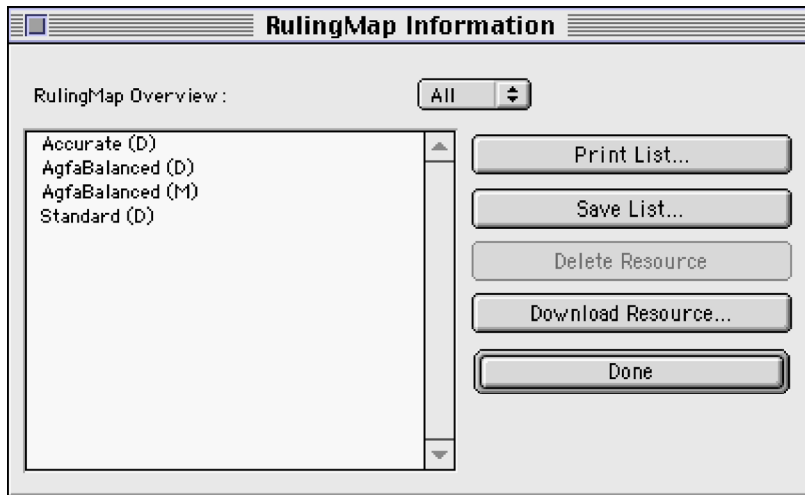 RulingMap Information
RulingMap Overview :
All
Accurate (D)
AgfaBalanced (D)
AgfaBalanced (M)
Standard (D)
Print List...
Save List...
Delete Resource
Download Resource...
Done